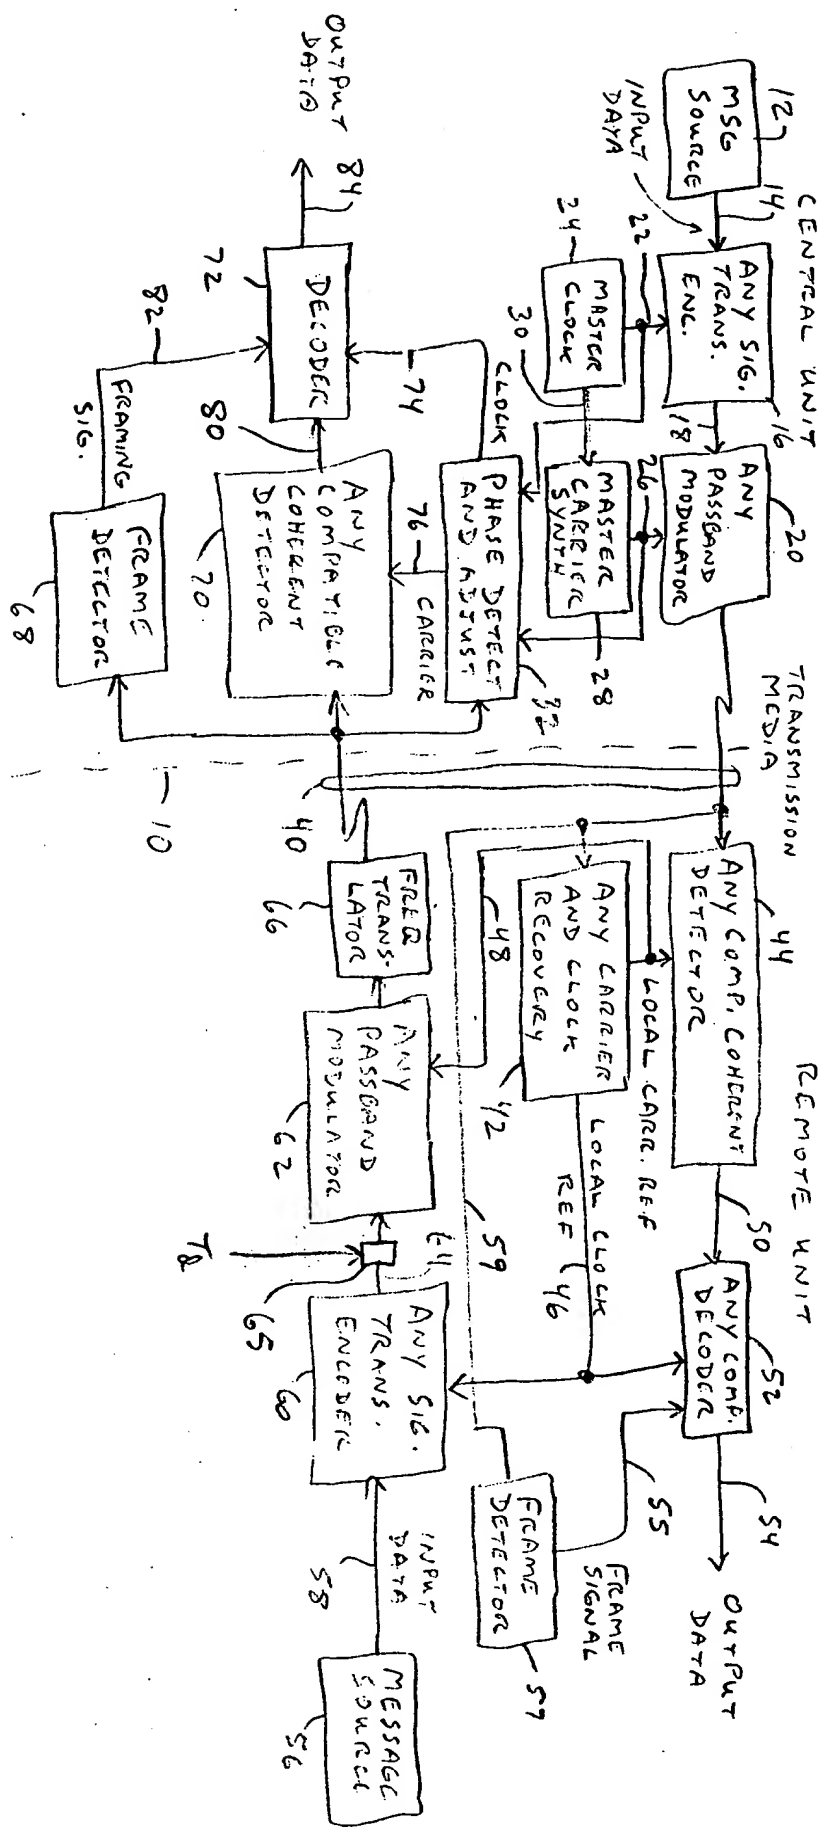 CENTRAL UNIT
TRANSMISSION
MEDIA
REMOTE UNIT
12
MSG
SOURCE
14
INPUT
DATA
ANY SIG.
TRANS.
ENC.
16
18
ANY
PASSBAND
MODULATOR
20
22
24
MASTER
CLOCK
30
MASTER
CARRIER
SYNTH
26
28
CLOCK
PHASE DETECT
AND ADJUST
32
74
76
CARRIER
OUTPUT
DATA
84
DECODER
72
80
ANY
COMPATIBLE
COHERENT
DETECTOR
70
82
FRAMING
SIG.
FRAME
DETECTOR
68
10
40
44
ANY COMP. COHERENT
DETECTOR
50
ANY COMP.
DECODER
52
54
OUTPUT
DATA
LOCAL CARR. REF
ANY CARRIER
AND CLOCK
RECOVERY
42
LOCAL CLOCK
REF
46
48
59
55
FRAME
SIGNAL
FRAME
DETECTOR
57
FREQ
TRANS-
LATOR
66
ANY
PASSBAND
MODULATOR
62
Td
65
64
ANY SIG.
TRANS.
ENCODER
60
INPUT
DATA
58
MESSAGE
SOURCE
56